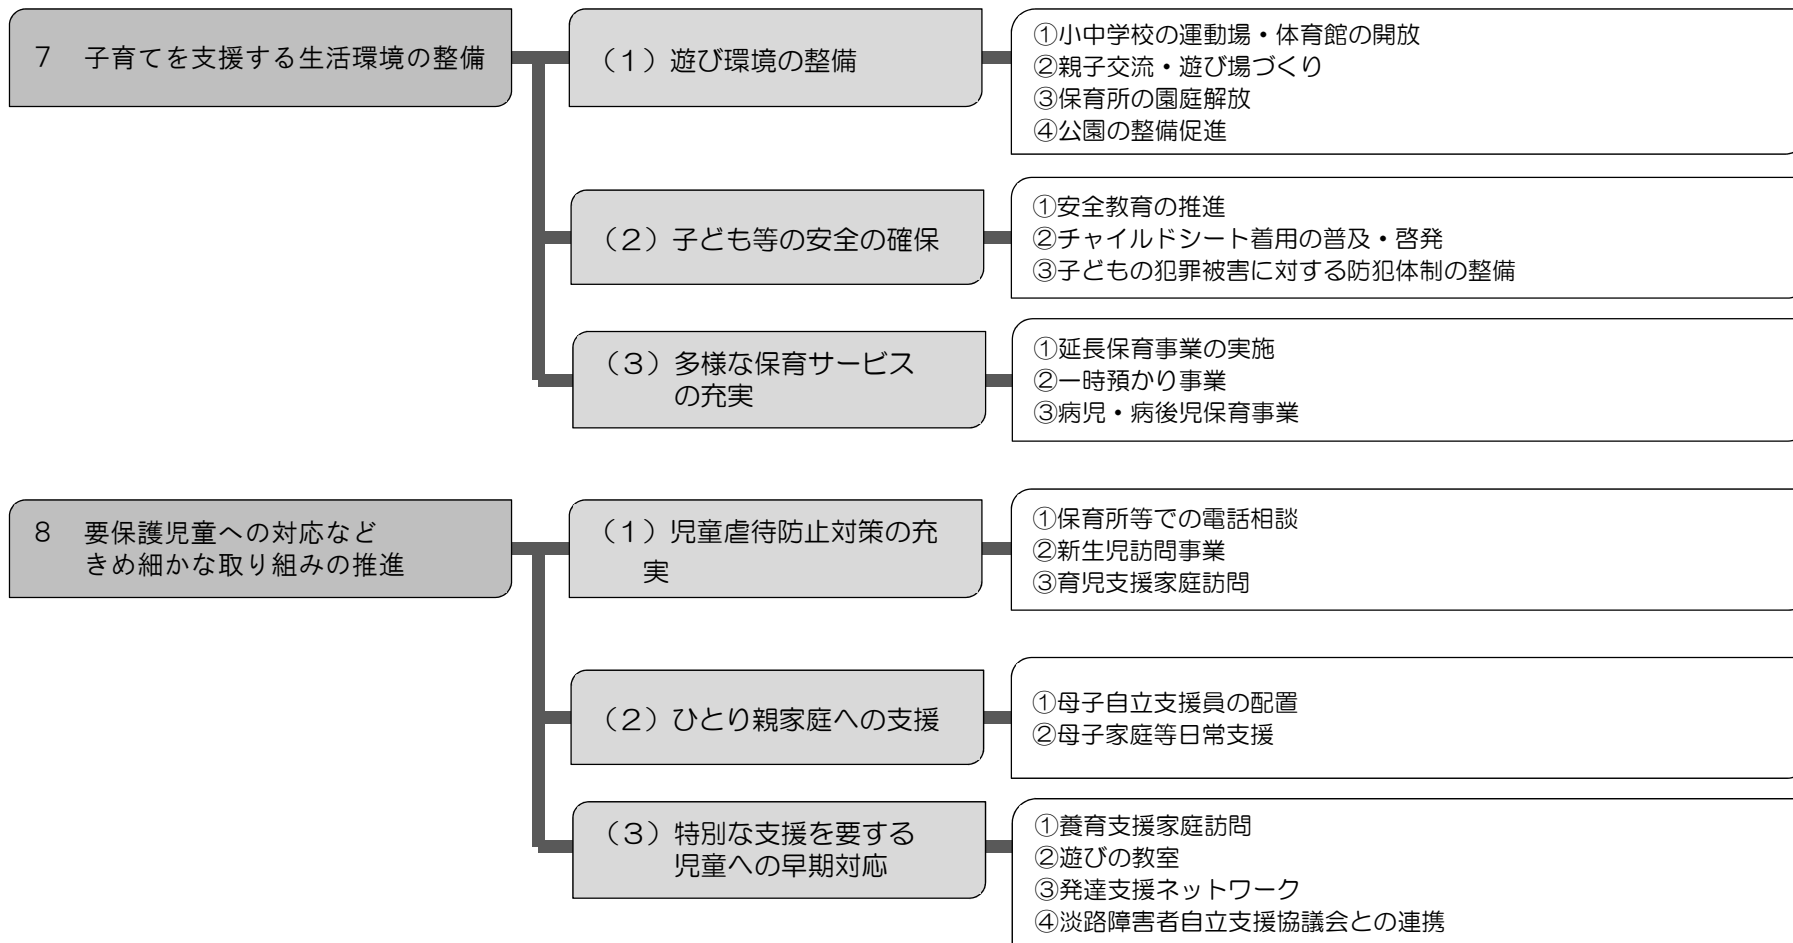 7　子育てを支援する生活環境の整備
（1）遊び環境の整備
①小中学校の運動場・体育館の開放
②親子交流・遊び場づくり
③保育所の園庭解放
④公園の整備促進
（2）子ども等の安全の確保
①安全教育の推進
②チャイルドシート着用の普及・啓発
③子どもの犯罪被害に対する防犯体制の整備
（3）多様な保育サービス
の充実
①延長保育事業の実施
②一時預かり事業
③病児・病後児保育事業
8　要保護児童への対応など
きめ細かな取り組みの推進
（1）児童虐待防止対策の充
実
①保育所等での電話相談
②新生児訪問事業
③育児支援家庭訪問
（2）ひとり親家庭への支援
①母子自立支援員の配置
②母子家庭等日常支援
（3）特別な支援を要する
児童への早期対応
①養育支援家庭訪問
②遊びの教室
③発達支援ネットワーク
④淡路障害者自立支援協議会との連携